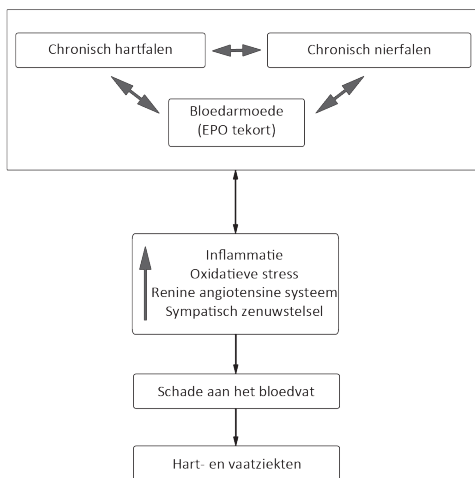 Chronisch hartfalen
Chronisch nierfalen
Bloedarmoede
(EPO tekort)
Inflammatie
Oxidatieve stress
Renine angiotensine systeem
Sympatisch zenuwstelsel
Schade aan het bloedvat
Hart- en vaatziekten